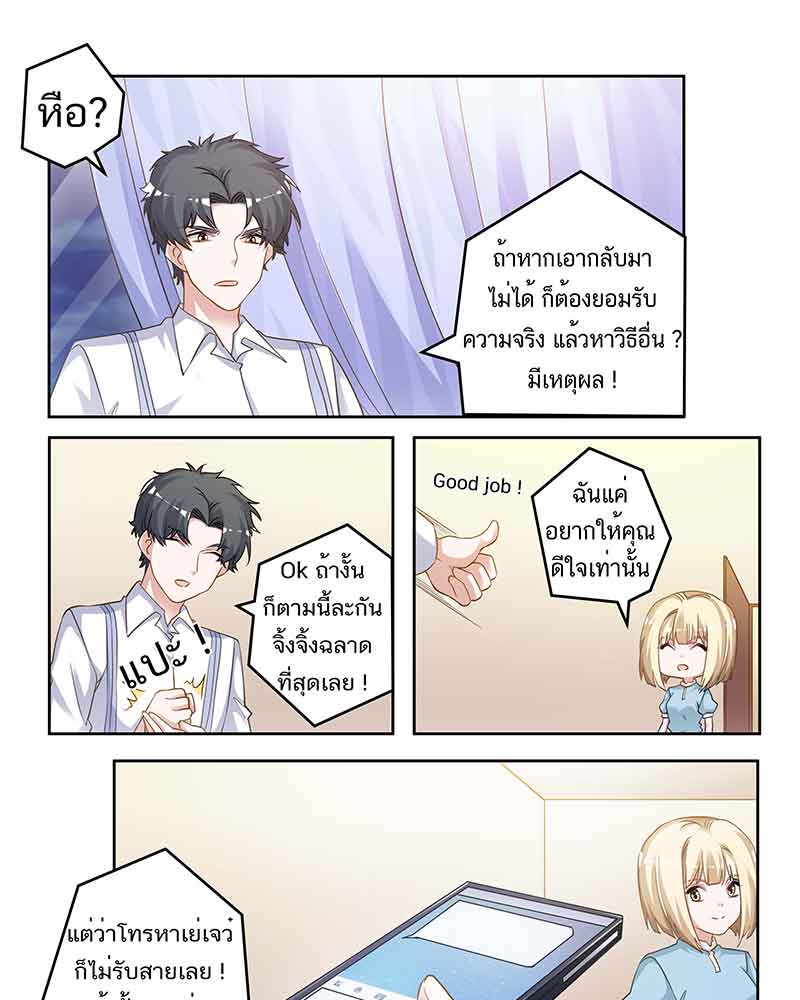 หือ?
ถ้าหากเอากลับมา
ไม่ได้ ก็ต้องยอมรับ
ความจริง แล้วหาวิธีอื่น ?
มีเหตุผล !
Ok ถ้างั้น
ก็ตามนี้ละกัน
จิ้งจิ้งฉลาด
ที่สุดเลย !
แปะ !
Good job !
ฉันแค่
อยากให้คุณ
ดีใจเท่านั้น
แต่ว่าโทรหาเย่เจว๋
ก็ไม่รับสายเลย !